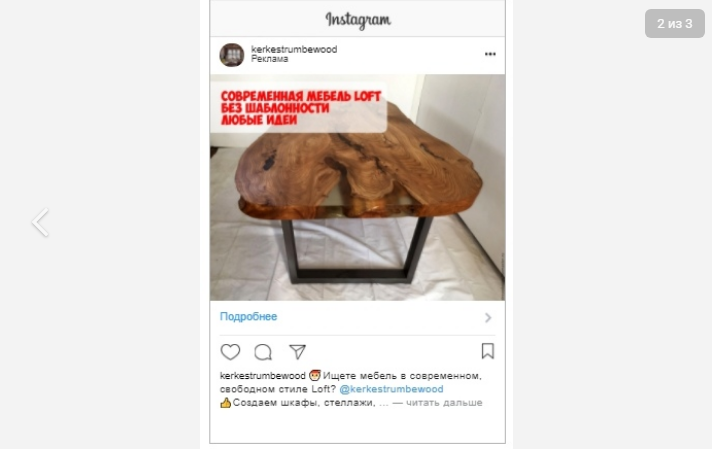 2 из 3
Instagram
kerkestrumbewood
Реклама
СОВРЕМЕННАЯ МЕБЕЛЬ LOFT
БЕЗ ШАБЛОННОСТИ
ЛЮБЫЕ ИДЕИ
Подробнее
kerkestrumbewood 🎅Ищете мебель в современном,
свободном стиле Loft? @kerkestrumbewood
👍Создаем шкафы, стеллажи, ... — читать дальше